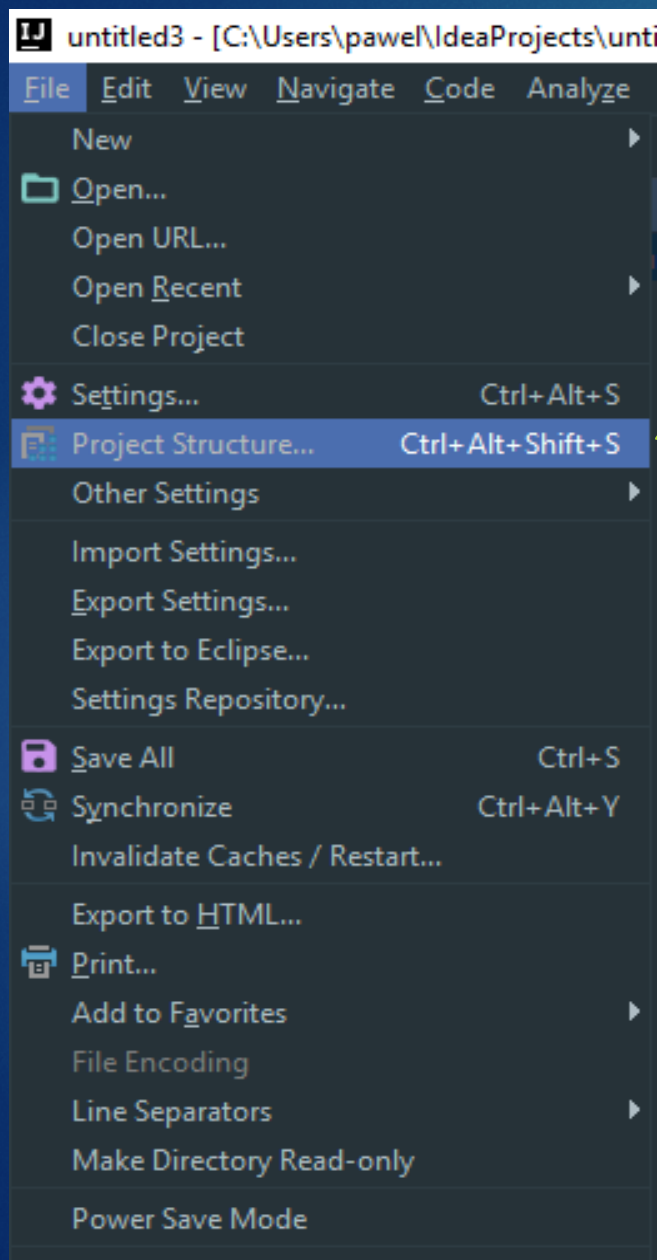 IJ untitled3 - [C:\Users\pawel\IdeaProjects\unti
File Edit View Navigate Code Analyze
New
Open...
Open URL...
Open Recent
Close Project
Settings... Ctrl+Alt+S
Project Structure... Ctrl+Alt+Shift+S
Other Settings
Import Settings...
Export Settings...
Export to Eclipse...
Settings Repository...
Save All Ctrl+S
Synchronize Ctrl+Alt+Y
Invalidate Caches / Restart...
Export to HTML...
Print...
Add to Favorites
File Encoding
Line Separators
Make Directory Read-only
Power Save Mode